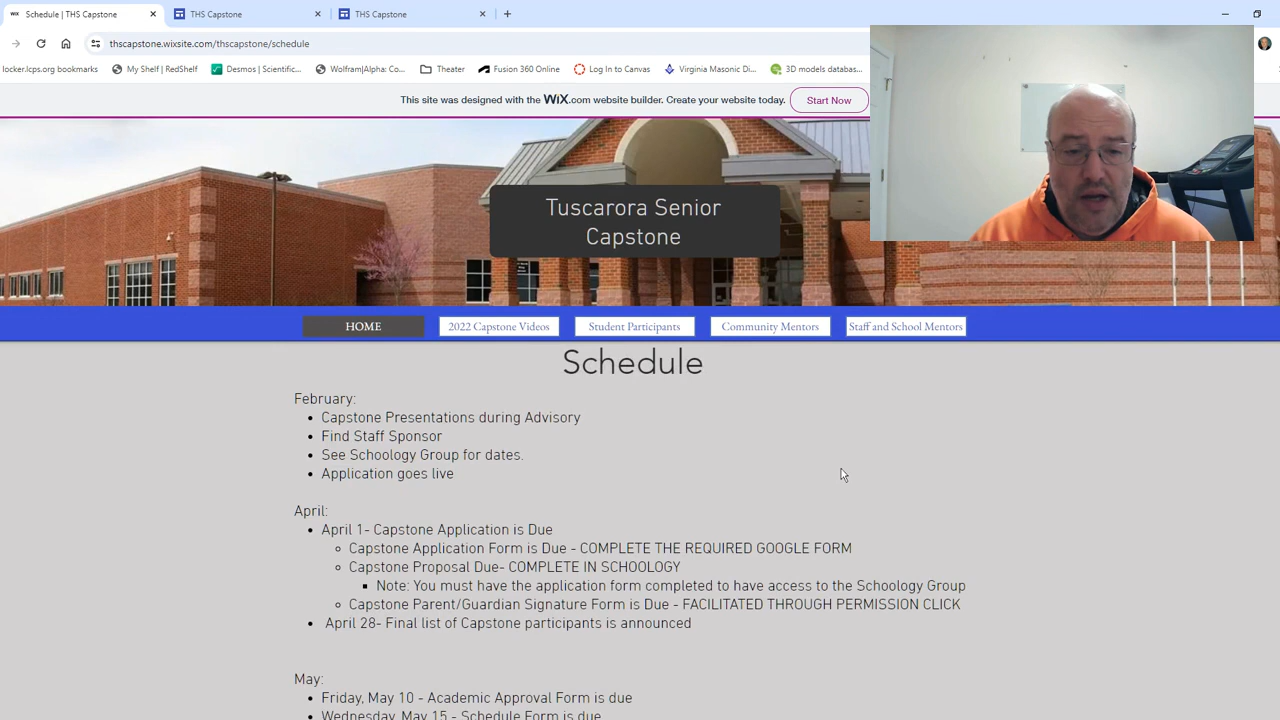 Schedule | THS Capstone
THS Capstone
THS Capstone
thscapstone.wixsite.com/thscapstone/schedule
locker.lcps.org bookmarks
My Shelf | RedShelf
Desmos | Scientific...
Wolfram|Alpha: Co...
Theater
Fusion 360 Online
Log In to Canvas
Virginia Masonic Di...
3D models databas...
This site was designed with the WiX.com website builder. Create your website today.
Start Now
Tuscarora Senior
Capstone
HOME
2022 Capstone Videos
Student Participants
Community Mentors
Staff and School Mentors
Schedule
February:
• Capstone Presentations during Advisory
• Find Staff Sponsor
• See Schoology Group for dates.
• Application goes live
April:
• April 1- Capstone Application is Due
◦ Capstone Application Form is Due - COMPLETE THE REQUIRED GOOGLE FORM
◦ Capstone Proposal Due- COMPLETE IN SCHOOLOGY
▪ Note: You must have the application form completed to have access to the Schoology Group
◦ Capstone Parent/Guardian Signature Form is Due - FACILITATED THROUGH PERMISSION CLICK
• April 28- Final list of Capstone participants is announced
May:
• Friday, May 10 - Academic Approval Form is due
• Wednesday, May 15 - Schedule Form is due